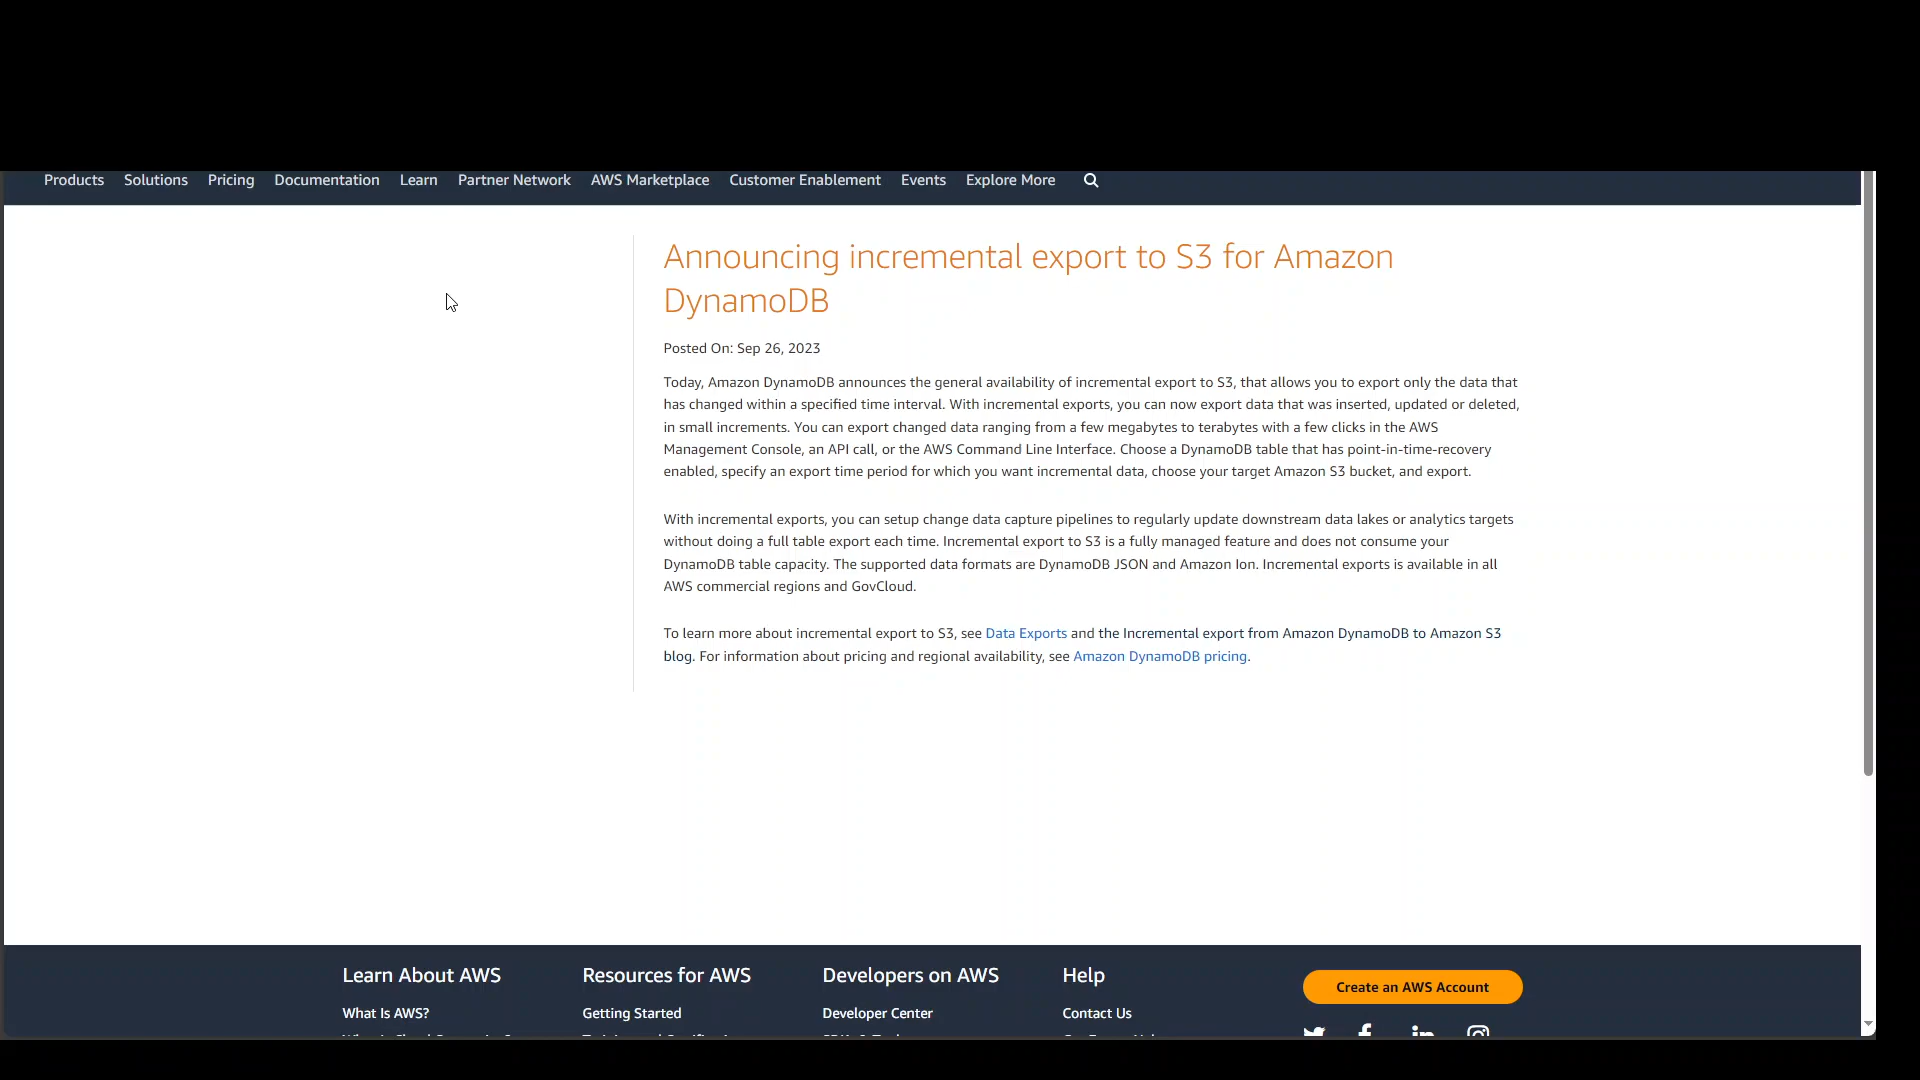 Products Solutions Pricing Documentation Learn Partner Network AWS Marketplace Customer Enablement Events Explore More
Announcing incremental export to S3 for Amazon
DynamoDB
Posted On: Sep 26, 2023
Today, Amazon DynamoDB announces the general availability of incremental export to S3, that allows you to export only the data that
has changed within a specified time interval. With incremental exports, you can now export data that was inserted, updated or deleted,
in small increments. You can export changed data ranging from a few megabytes to terabytes with a few clicks in the AWS
Management Console, an API call, or the AWS Command Line Interface. Choose a DynamoDB table that has point-in-time-recovery
enabled, specify an export time period for which you want incremental data, choose your target Amazon S3 bucket, and export.
With incremental exports, you can setup change data capture pipelines to regularly update downstream data lakes or analytics targets
without doing a full table export each time. Incremental export to S3 is a fully managed feature and does not consume your
DynamoDB table capacity. The supported data formats are DynamoDB JSON and Amazon Ion. Incremental exports is available in all
AWS commercial regions and GovCloud.
To learn more about incremental export to S3, see Data Exports and the Incremental export from Amazon DynamoDB to Amazon S3
blog. For information about pricing and regional availability, see Amazon DynamoDB pricing.
Learn About AWS Resources for AWS Developers on AWS Help
Create an AWS Account
What Is AWS? Getting Started Developer Center Contact Us